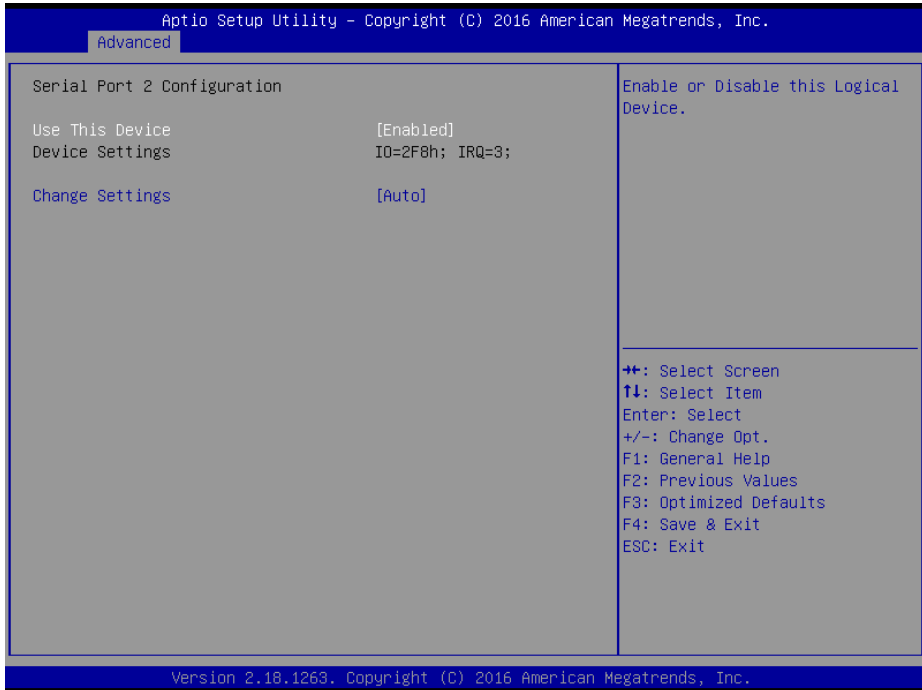 Aptio Setup Utility – Copyright (C) 2016 American Megatrends, Inc.
Advanced
Serial Port 2 Configuration
Use This Device [Enabled]
Device Settings IO=2F8h; IRQ=3;
Change Settings [Auto]
Enable or Disable this Logical
Device.
→←: Select Screen
↑↓: Select Item
Enter: Select
+/-: Change Opt.
F1: General Help
F2: Previous Values
F3: Optimized Defaults
F4: Save & Exit
ESC: Exit
Version 2.18.1263. Copyright (C) 2016 American Megatrends, Inc.